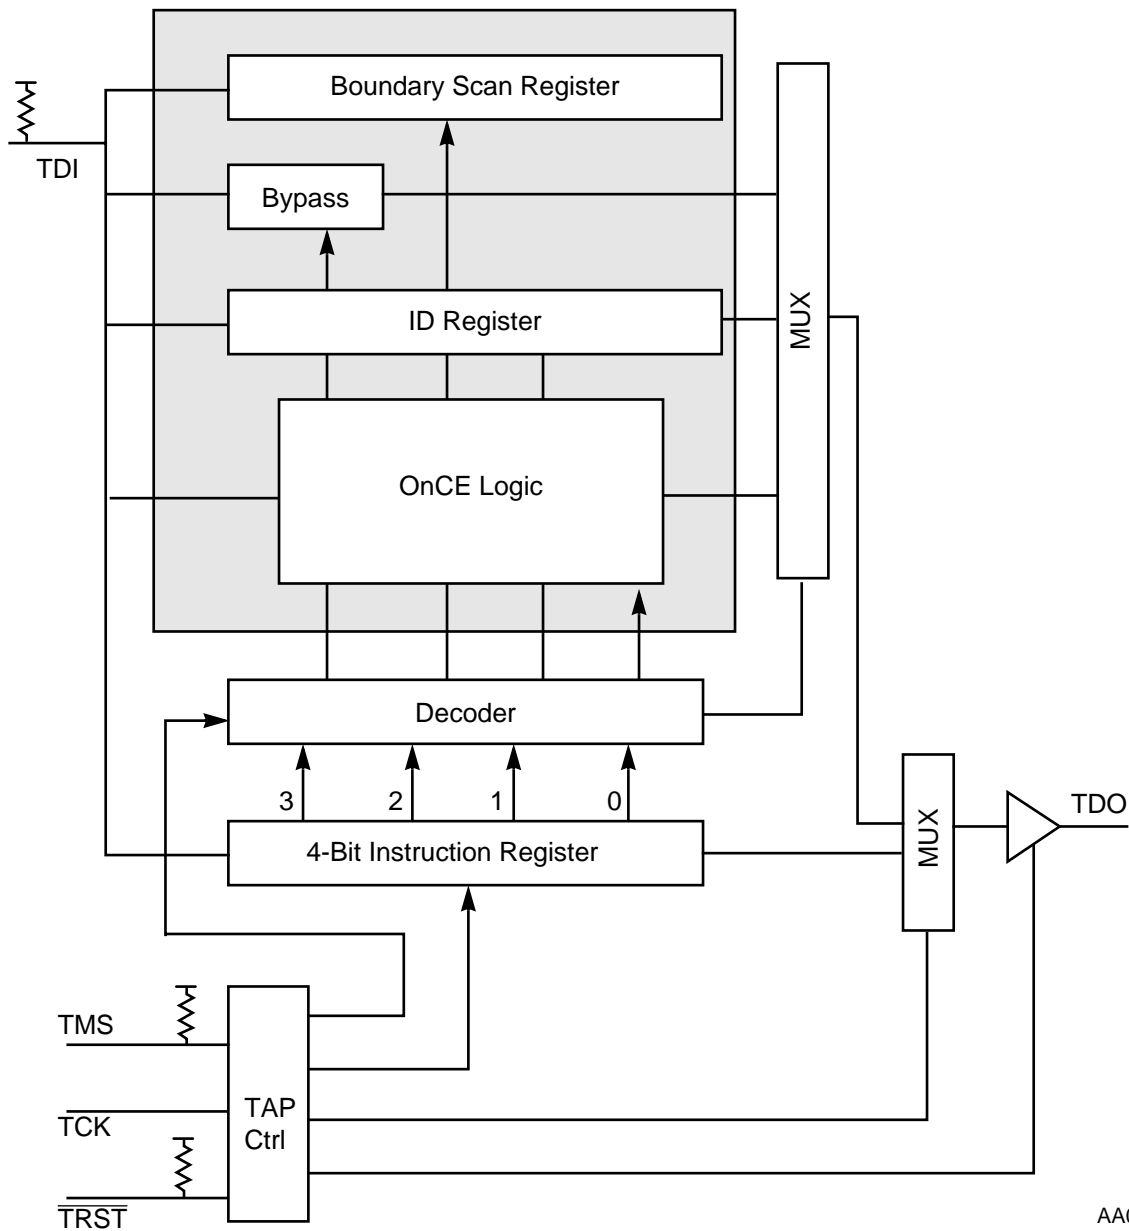 Boundary Scan Register
TDI
Bypass
ID Register
MUX
OnCE Logic
Decoder
3 2 1 0
TDO
MUX
4-Bit Instruction Register
TMS
TCK
TAP
Ctrl
TRST